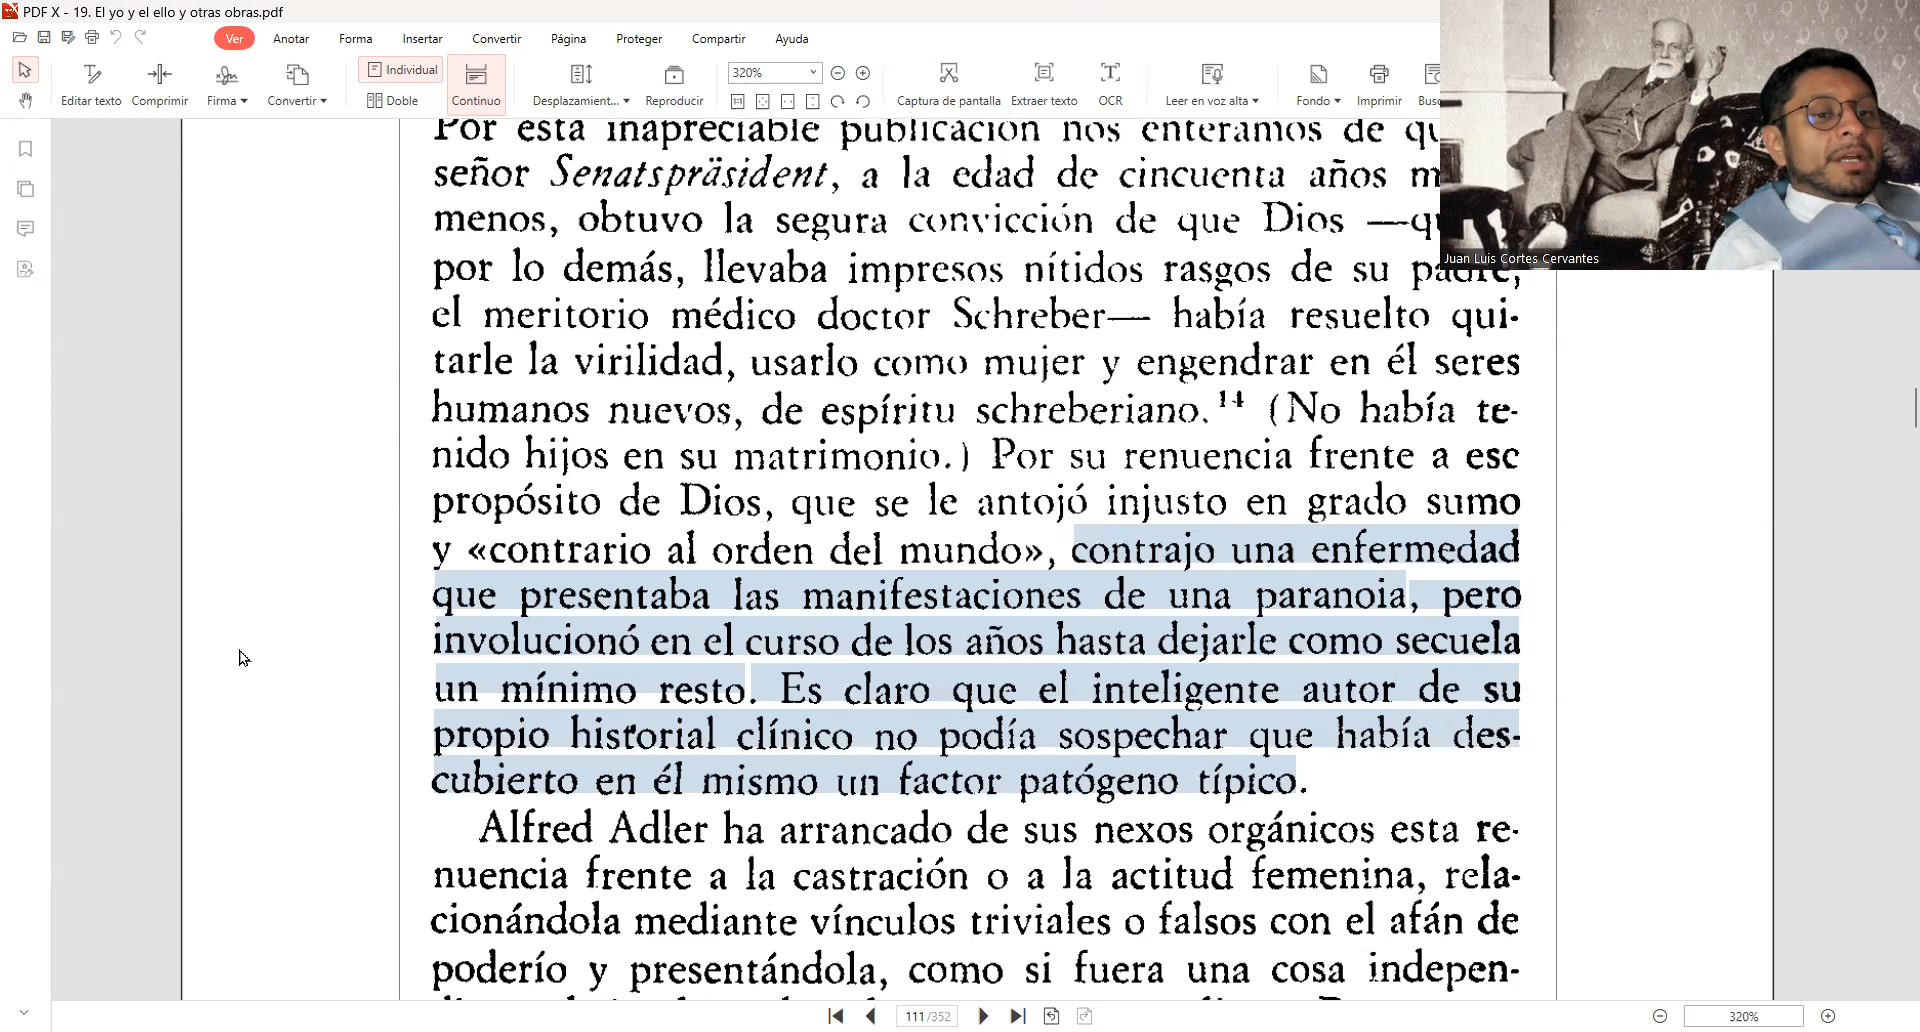 PDF X - 19. El yo y el ello y otras obras.pdf
Ver Anotar Forma Insertar Convertir Página Proteger Compartir Ayuda
Individual 320%
Editar texto Comprimir Firma Convertir Doble Continuo Desplazamient... Reproducir Captura de pantalla Extraer texto OCR Leer en voz alta Fondo Imprimir
Juan Luis Cortes Cervantes
Por esta inapreciable publicación nos enteramos de
señor Senatspräsident, a la edad de cincuenta años
menos, obtuvo la segura convicción de que Dios —
por lo demás, llevaba impresos nítidos rasgos de su padre,
el meritorio médico doctor Schreber— había resuelto qui-
tarle la virilidad, usarlo como mujer y engendrar en él seres
humanos nuevos, de espíritu schreberiano.¹⁴ (No había te-
nido hijos en su matrimonio.) Por su renuencia frente a ese
propósito de Dios, que se le antojó injusto en grado sumo
y «contrario al orden del mundo», contrajo una enfermedad
que presentaba las manifestaciones de una paranoia, pero
involucionó en el curso de los años hasta dejarle como secuela
un mínimo resto. Es claro que el inteligente autor de su
propio historial clínico no podía sospechar que había des-
cubierto en él mismo un factor patógeno típico.
Alfred Adler ha arrancado de sus nexos orgánicos esta re-
nuencia frente a la castración o a la actitud femenina, rela-
cionándola mediante vínculos triviales o falsos con el afán de
poderío y presentándola, como si fuera una cosa indepen-
111/352
320%